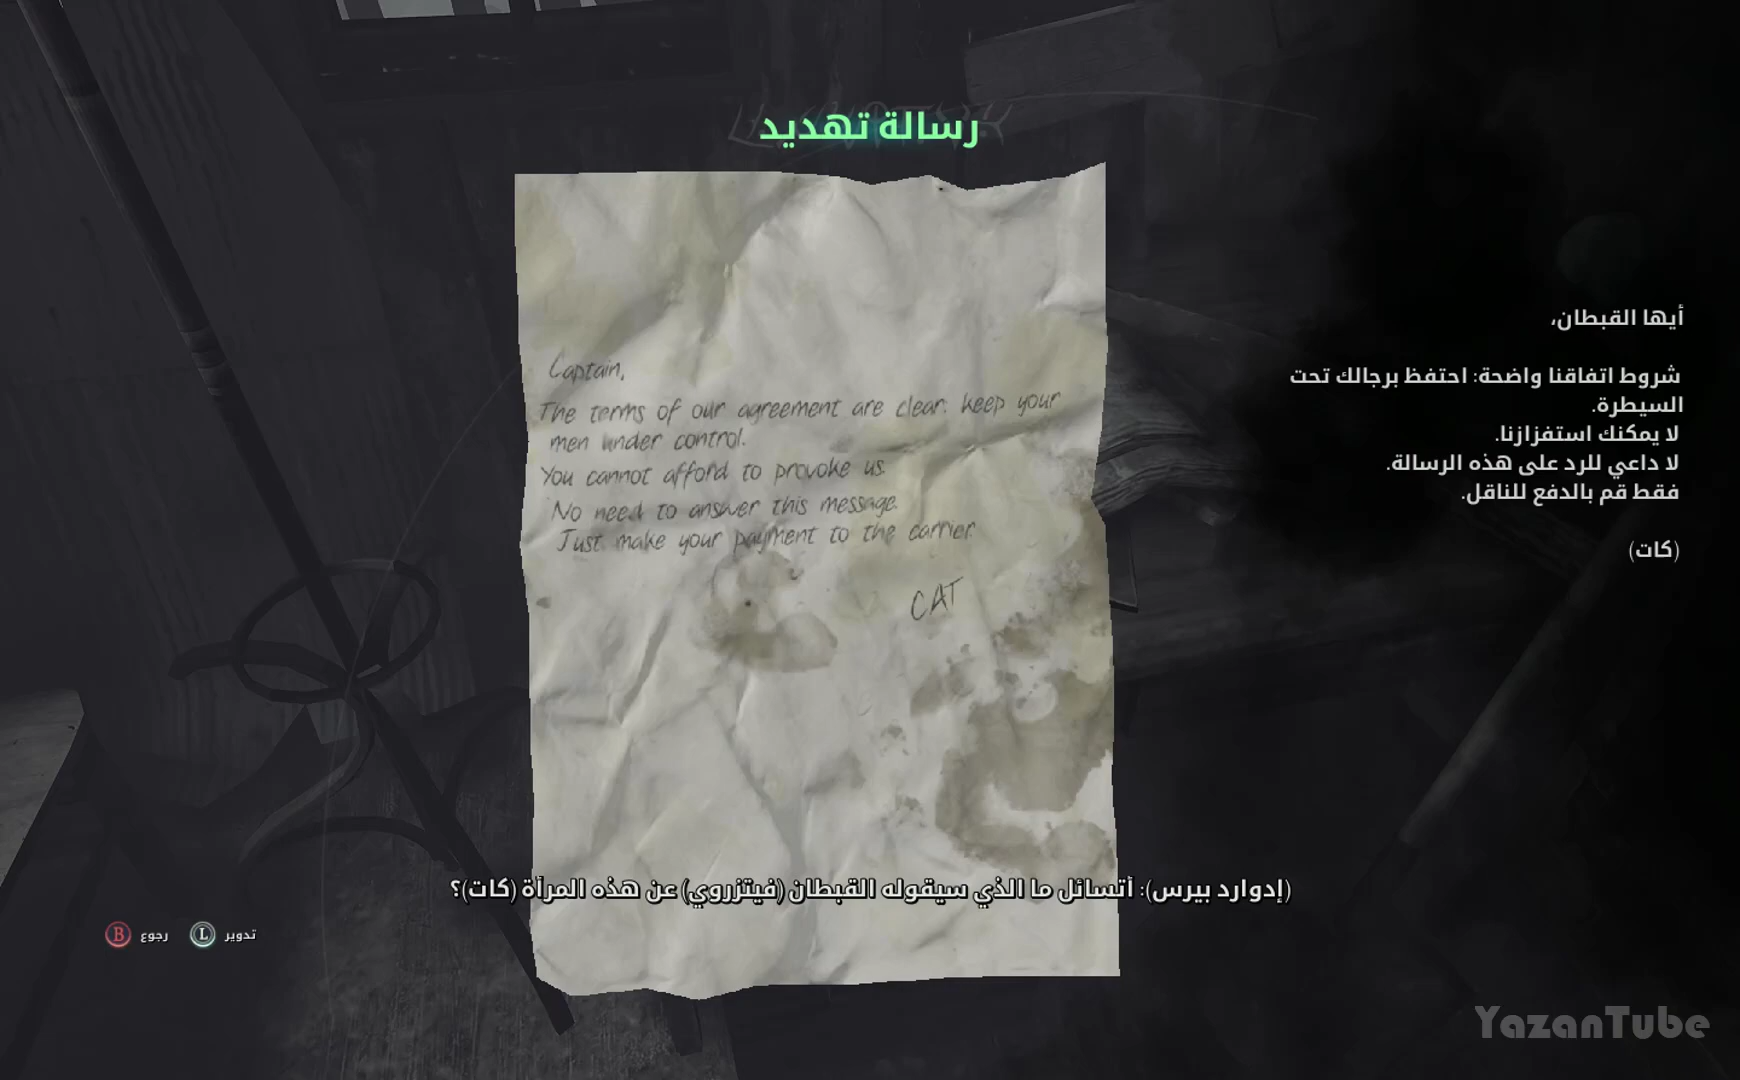 رسالة تهديد
Captain,
The terms of our agreement are clear: keep your
men under control.
You cannot afford to provoke us.
No need to answer this message.
Just make your payment to the carrier.
CAT
أيها القبطان،
شروط اتفاقنا واضحة: احتفظ برجالك تحت
السيطرة.
لا يمكنك استفزازنا.
لا داعي للرد على هذه الرسالة.
فقط قم بالدفع للناقل.
(كات)
(إدوارد بيرس): أتسائل ما الذي سيقوله القبطان (فيتزروي) عن هذه المرأة (كات)؟
B رجوع L تدوير
YazanTube